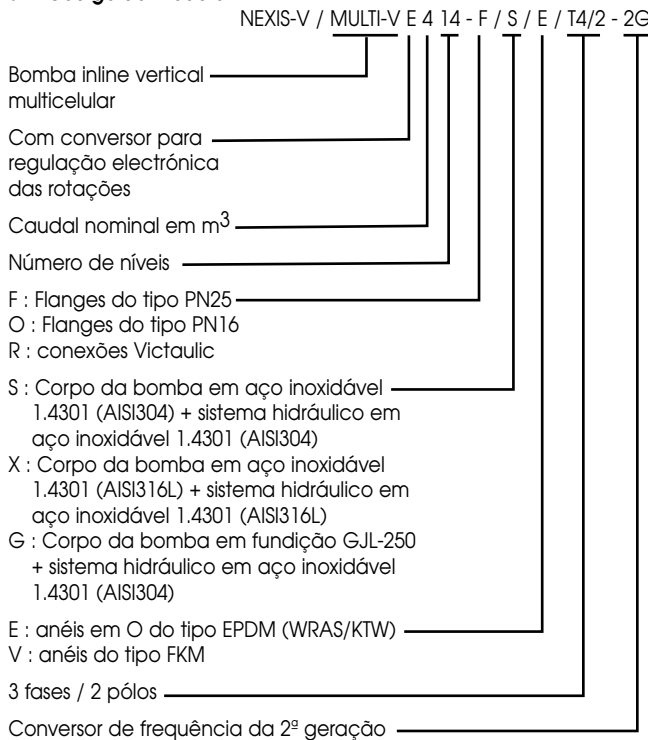 NEXIS-V / MULTI-V E 4 14 - F / S / E / T4/2 - 2G
Bomba inline vertical
multicelular
Com conversor para
regulação electrónica
das rotações
Caudal nominal em m3
Número de níveis
F : Flanges do tipo PN25
O : Flanges do tipo PN16
R : conexões Victaulic
S : Corpo da bomba em aço inoxidável
1.4301 (AISI304) + sistema hidráulico em
aço inoxidável 1.4301 (AISI304)
X : Corpo da bomba em aço inoxidável
1.4301 (AISI316L) + sistema hidráulico em
aço inoxidável 1.4301 (AISI316L)
G : Corpo da bomba em fundição GJL-250
+ sistema hidráulico em aço inoxidável
1.4301 (AISI304)
E : anéis em O do tipo EPDM (WRAS/KTW)
V : anéis do tipo FKM
3 fases / 2 pólos
Conversor de frequência da 2ª geração